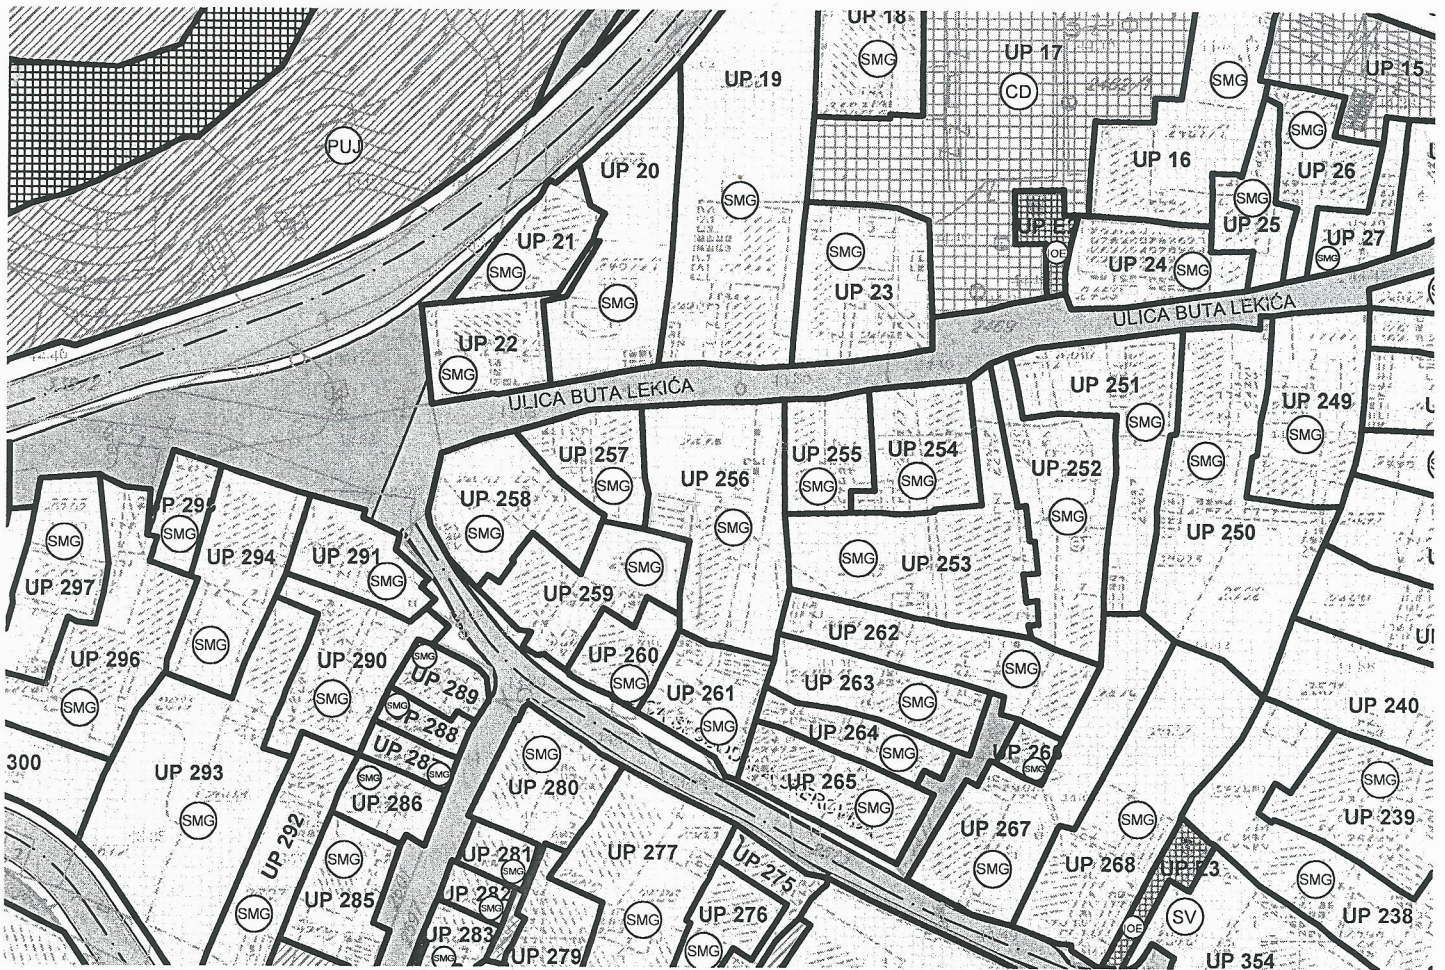 UP 18
SMG
UP 17
CD
UP 19
SMG
UP 15
SMG
PUJ
UP 20
UP 16
UP 26
SMG
SMG
UP 25
UP 21
SMG
SMG
UP 23
OE
UP 24
SMG
UP 27
SMG
SMG
UP 22
SMG
ULICA BUTA LEKIĆA
ULICA BUTA LEKIĆA
UP 251
SMG
UP 249
SMG
UP 257
SMG
UP 255
SMG
UP 254
SMG
UP 252
SMG
SMG
UP 258
SMG
UP 256
SMG
UP 250
SMG
UP 294
SMG
UP 291
SMG
SMG
UP 297
SMG
UP 259
SMG
UP 253
UP 262
SMG
UP 296
SMG
UP 290
SMG
SMG
UP 289
UP 260
SMG
UP 261
SMG
UP 263
SMG
UP 264
SMG
UP 240
SMG
P 288
300
UP 293
SMG
SMG
SMG
UP 286
SMG
UP 280
UP 265
SMG
SMG
SMG
UP 239
UP 292
SMG
SMG
UP 285
UP 281
SMG
UP 277
SMG
UP 275
UP 267
SMG
SMG
UP 268
SMG
UP 238
SMG
UP 283
SMG
UP 279
UP 276
SMG
OE
SV
UP 354